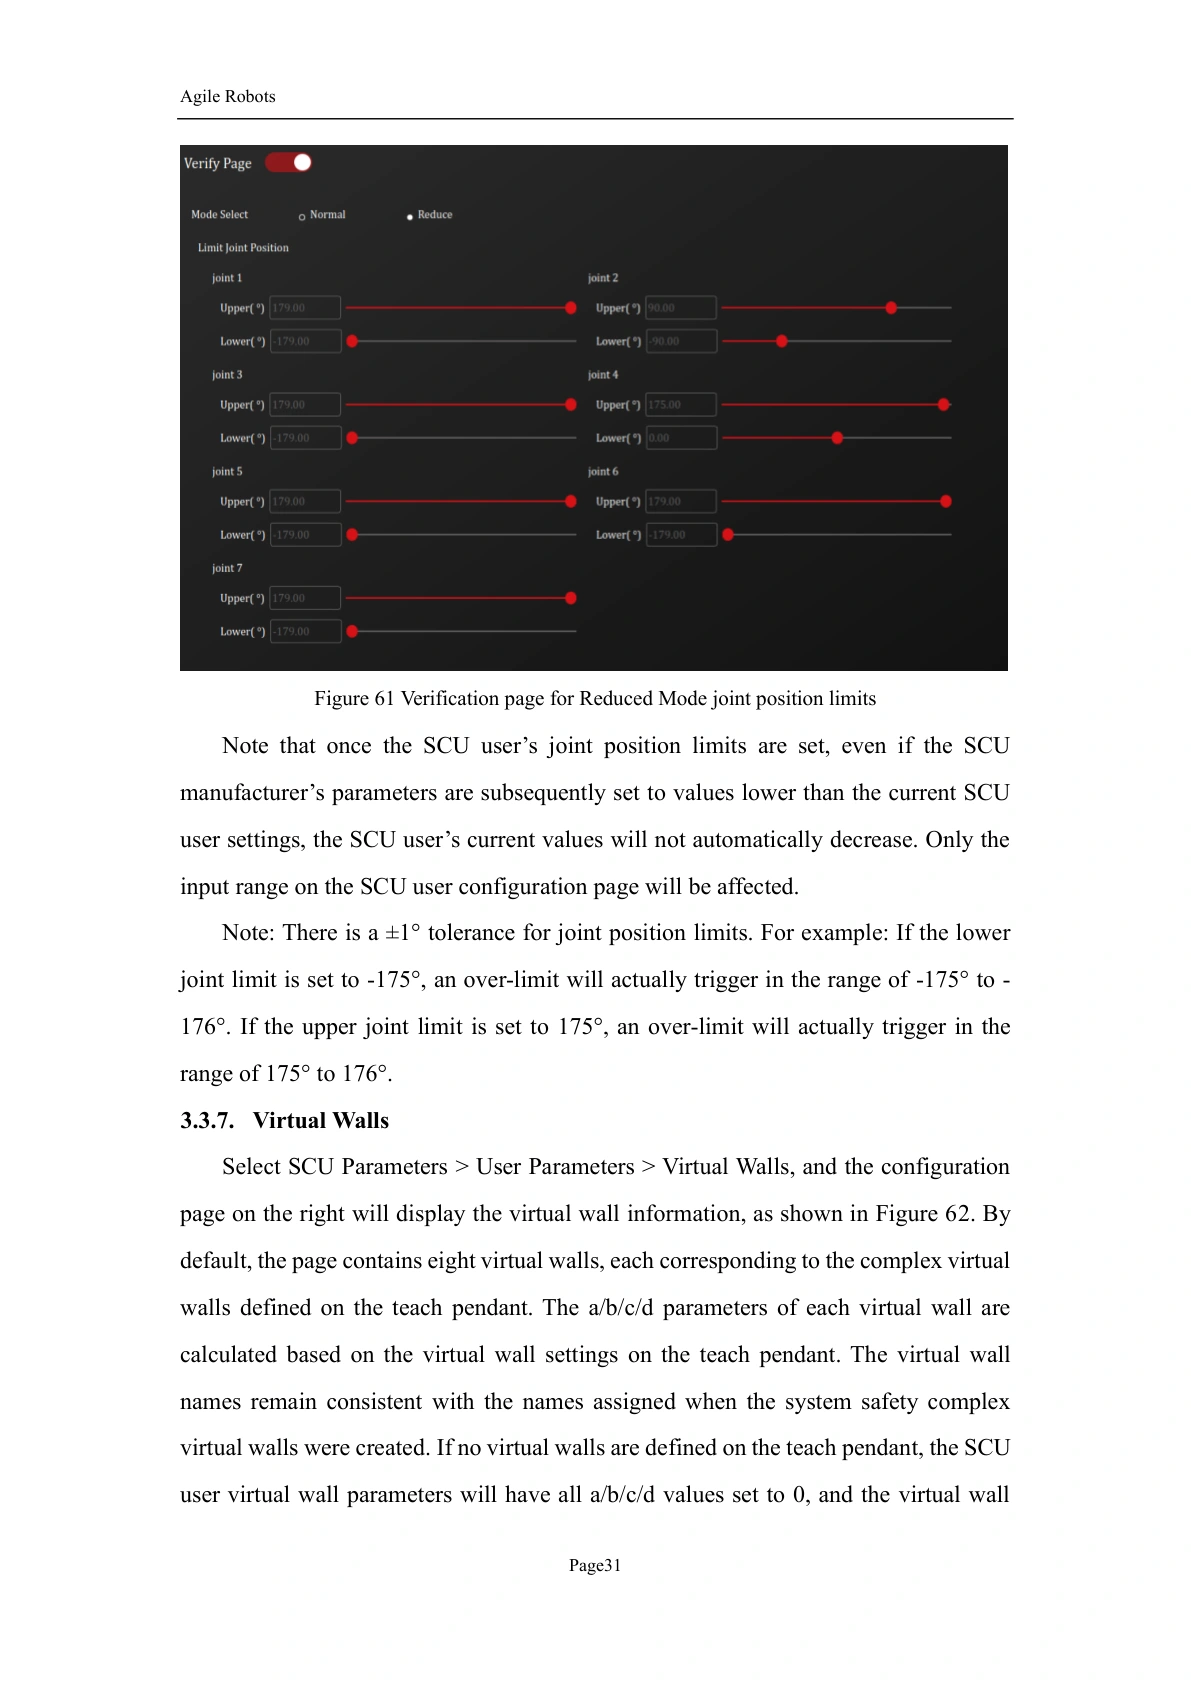 Agile Robots
Verify Page
Mode Select Normal Reduce
Limit Joint Position
joint 1 joint 2
Upper( °) 179.00 Upper( °) 90.00
Lower( °) -179.00 Lower( °) -90.00
joint 3 joint 4
Upper( °) 179.00 Upper( °) 175.00
Lower( °) -179.00 Lower( °) 0.00
joint 5 joint 6
Upper( °) 179.00 Upper( °) 179.00
Lower( °) -179.00 Lower( °) -179.00
joint 7
Upper( °) 179.00
Lower( °) -179.00
Figure 61 Verification page for Reduced Mode joint position limits
Note that once the SCU user’s joint position limits are set, even if the SCU
manufacturer’s parameters are subsequently set to values lower than the current SCU
user settings, the SCU user’s current values will not automatically decrease. Only the
input range on the SCU user configuration page will be affected.
Note: There is a ±1° tolerance for joint position limits. For example: If the lower
joint limit is set to -175°, an over-limit will actually trigger in the range of -175° to -
176°. If the upper joint limit is set to 175°, an over-limit will actually trigger in the
range of 175° to 176°.
3.3.7. Virtual Walls
Select SCU Parameters > User Parameters > Virtual Walls, and the configuration
page on the right will display the virtual wall information, as shown in Figure 62. By
default, the page contains eight virtual walls, each corresponding to the complex virtual
walls defined on the teach pendant. The a/b/c/d parameters of each virtual wall are
calculated based on the virtual wall settings on the teach pendant. The virtual wall
names remain consistent with the names assigned when the system safety complex
virtual walls were created. If no virtual walls are defined on the teach pendant, the SCU
user virtual wall parameters will have all a/b/c/d values set to 0, and the virtual wall
Page31